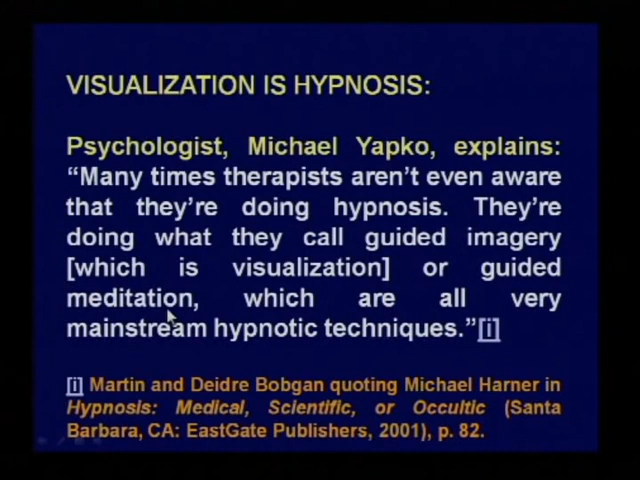 VISUALIZATION IS HYPNOSIS:
Psychologist, Michael Yapko, explains:
“Many times therapists aren’t even aware
that they’re doing hypnosis. They’re
doing what they call guided imagery
[which is visualization] or guided
meditation, which are all very
mainstream hypnotic techniques.”[i]
[i] Martin and Deidre Bobgan quoting Michael Harner in
Hypnosis: Medical, Scientific, or Occultic (Santa
Barbara, CA: EastGate Publishers, 2001), p. 82.